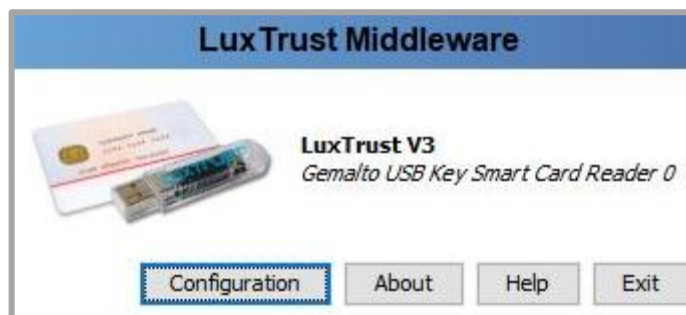 LuxTrust Middleware
LuxTrust V3
Gemalto USB Key Smart Card Reader 0
Configuration About Help Exit